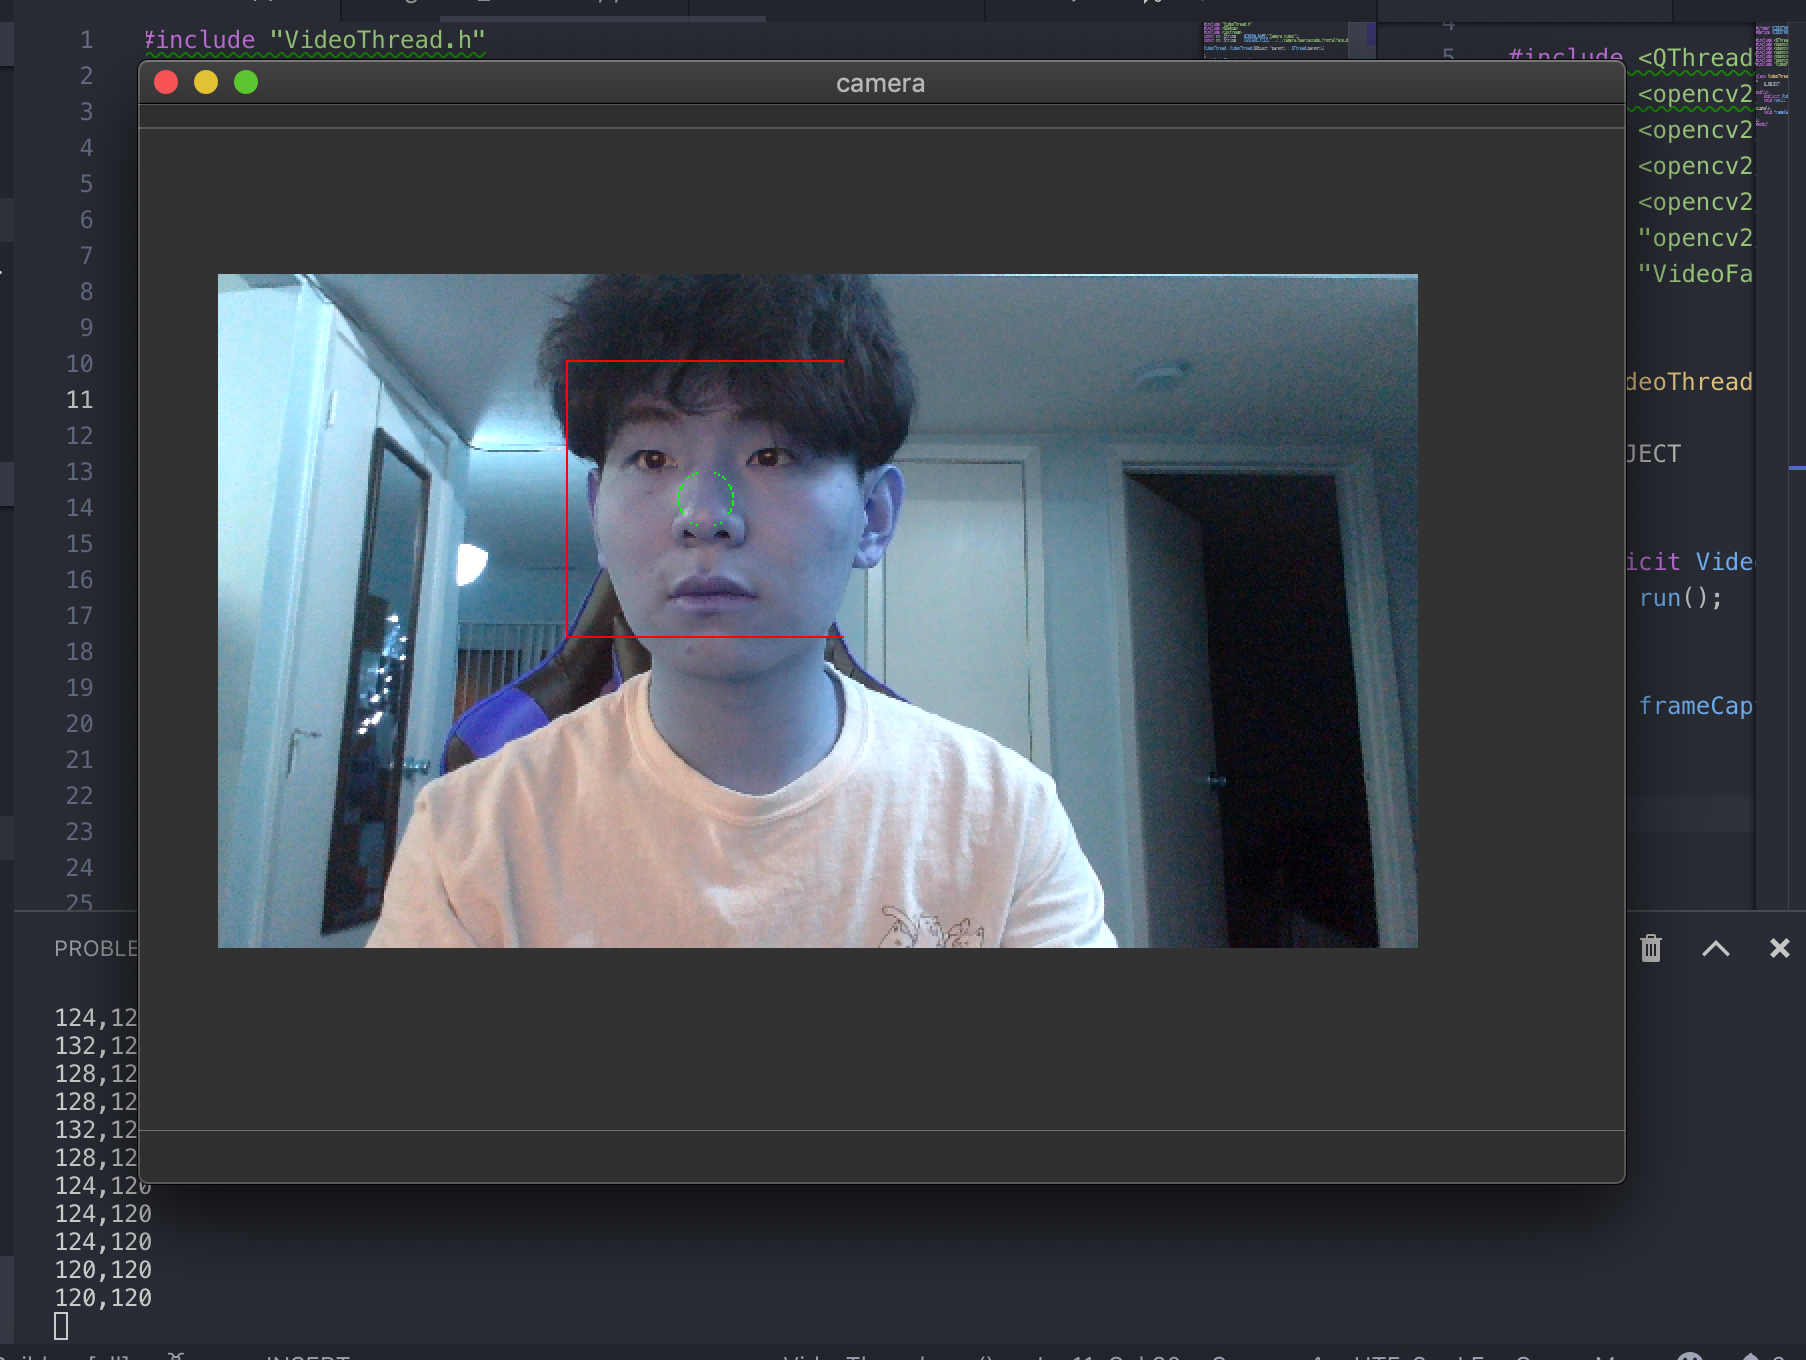 1
#include "VideoThread.h"
2
3
4
5
6
7
8
9
10
11
12
13
14
15
16
17
18
19
20
21
22
23
24
25
camera
4
5
#include <QThread
<opencv2
<opencv2
<opencv2
<opencv2
"opencv2
"VideoFa
deoThread
JECT
icit Vide
run();
frameCap
PROBLE
124,12
132,12
128,12
128,12
132,12
128,12
124,120
124,120
124,120
120,120
120,120